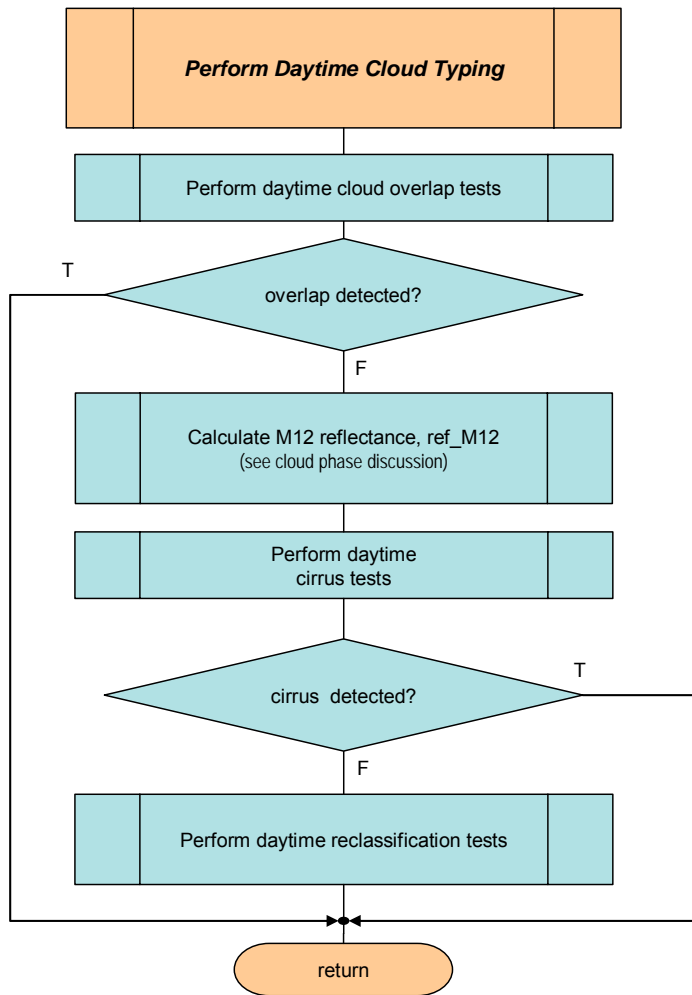 Perform Daytime Cloud Typing
Perform daytime cloud overlap tests
T
overlap detected?
F
Calculate M12 reflectance, ref_M12
(see cloud phase discussion)
Perform daytime
cirrus tests
T
cirrus detected?
F
Perform daytime reclassification tests
return